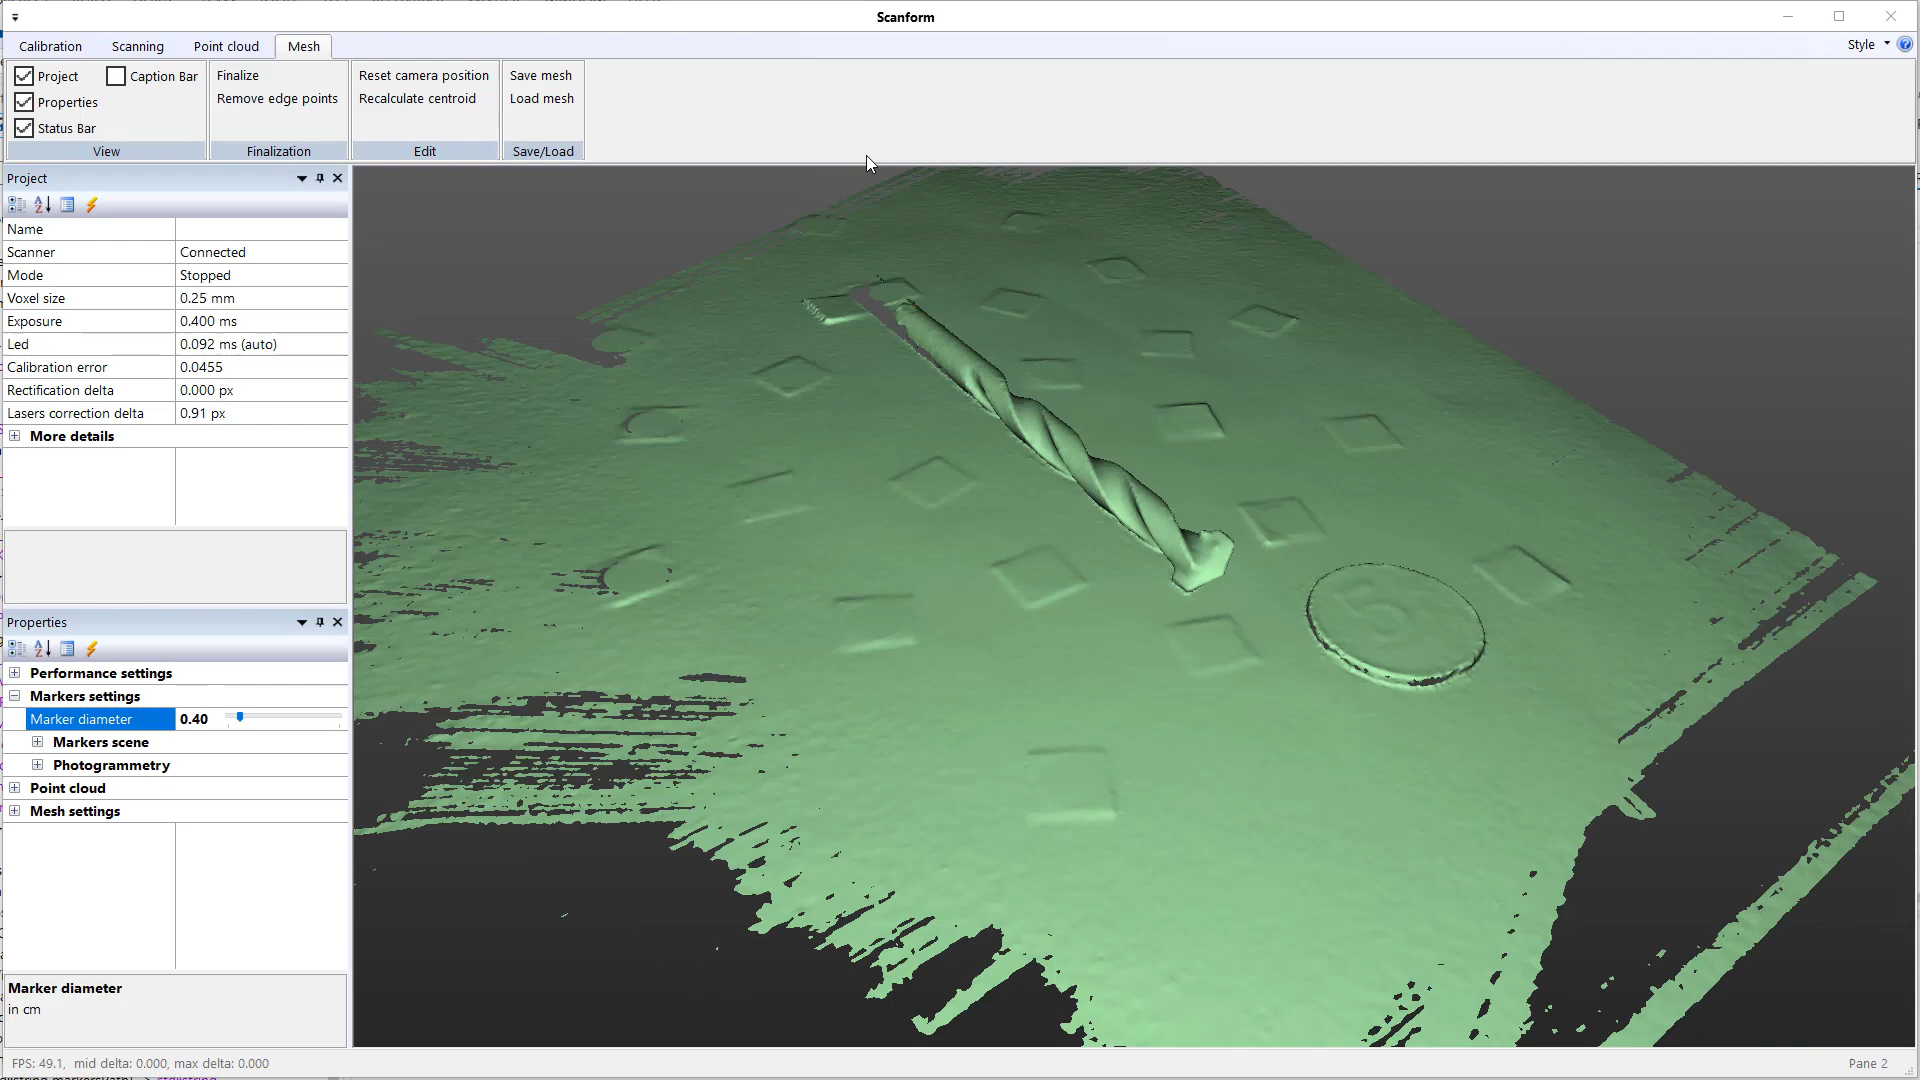 Scanform
Calibration Scanning Point cloud Mesh Style
Project Caption Bar Finalize Reset camera position Save mesh
Properties Remove edge points Recalculate centroid Load mesh
Status Bar
View Finalization Edit Save/Load
Project
Name
Scanner Connected
Mode Stopped
Voxel size 0.25 mm
Exposure 0.400 ms
Led 0.092 ms (auto)
Calibration error 0.0455
Rectification delta 0.000 px
Lasers correction delta 0.91 px
More details
Properties
Performance settings
Markers settings
Marker diameter 0.40
Markers scene
Photogrammetry
Point cloud
Mesh settings
5
Marker diameter
in cm
FPS: 49.1, mid delta: 0.000, max delta: 0.000 Pane 2